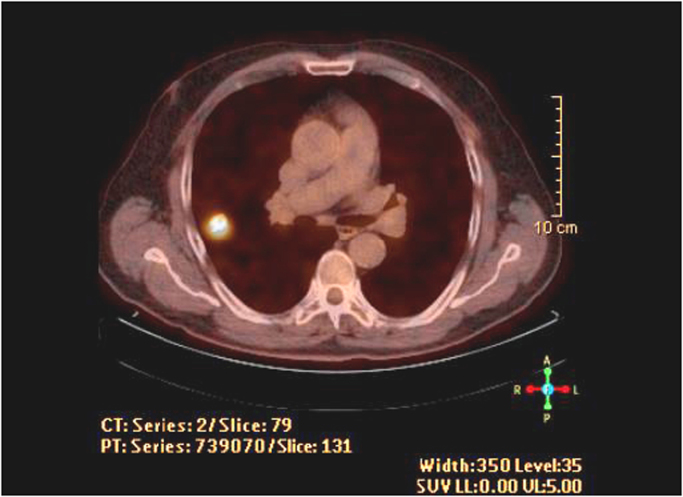 10 cm
A
R L
P
CT: Series: 2/ Slice: 79
PT: Series: 739070/Slice: 131
Width:350 Level:35
SUV LL:0.00 UL:5.00